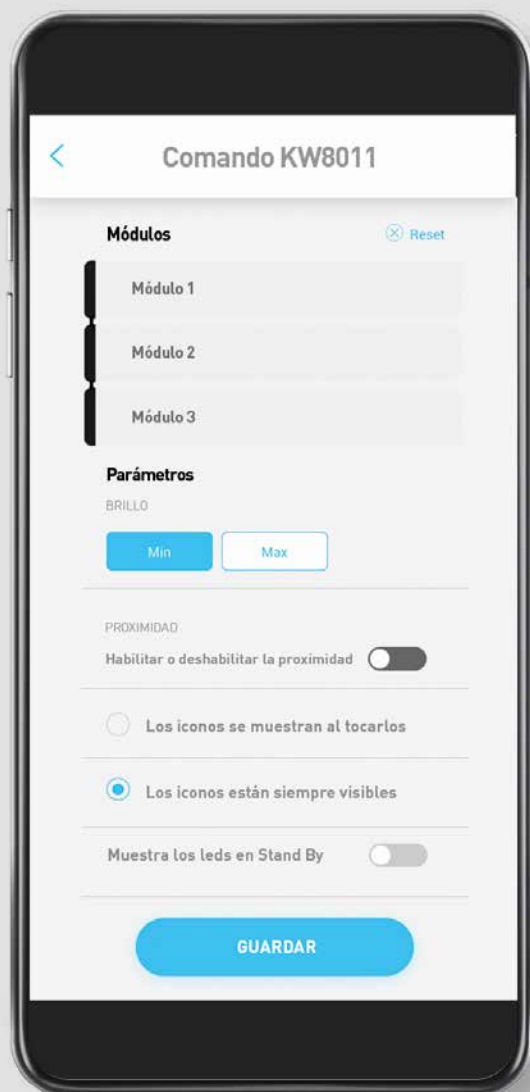 Comando KW8011
Módulos
Reset
Módulo 1
Módulo 2
Módulo 3
Parámetros
BRILLO
Min
Max
PROXIMIDAD
Habilitar o deshabilitar la proximidad
Los iconos se muestran al tocarlos
Los iconos están siempre visibles
Muestra los leds en Stand By
GUARDAR